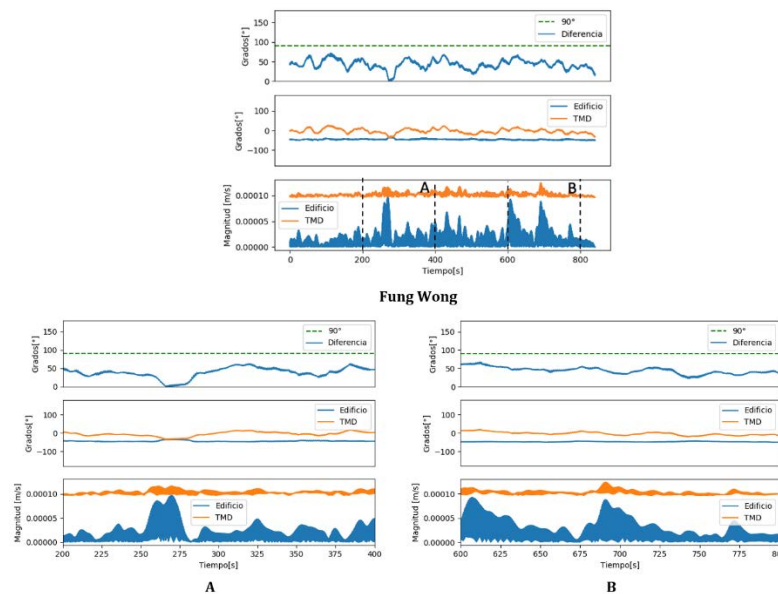 150
100
50
0
Grados[°]
90°
Diferencia
100
0
−100
Grados[°]
Edificio
TMD
A
B
0.00010
0.00005
0.00000
Magnitud [m/s]
Edificio
TMD
0 200 400 600 800
Tiempo[s]
Fung Wong
150
100
50
0
Grados[°]
90°
Diferencia
100
0
−100
Grados[°]
Edificio
TMD
0.00010
0.00005
0.00000
Magnitud [m/s]
Edificio
TMD
200 225 250 275 300 325 350 375 400
Tiempo[s]
A
150
100
50
0
Grados[°]
90°
Diferencia
100
0
−100
Grados[°]
Edificio
TMD
0.00010
0.00005
0.00000
Magnitud [m/s]
Edificio
TMD
600 625 650 675 700 725 750 775
Tiempo[s]
B